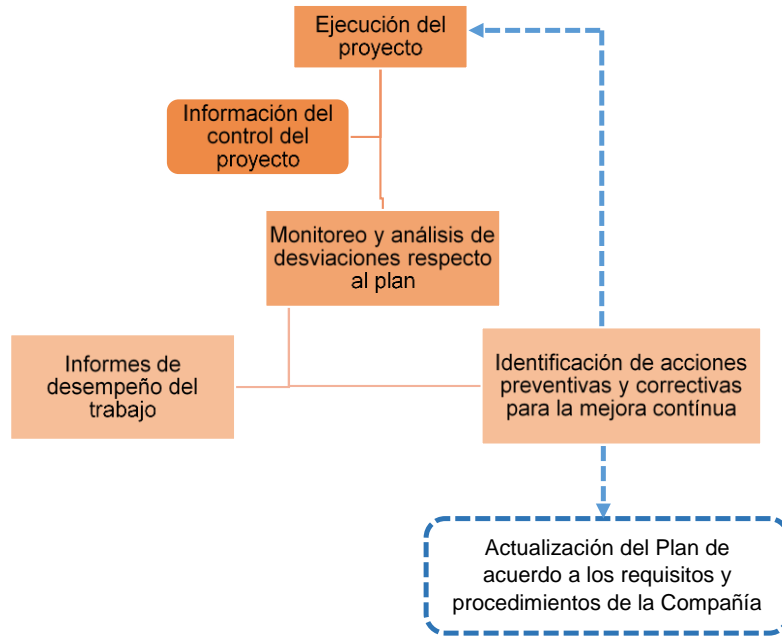 Ejecución del
proyecto
Información del
control del
proyecto
Monitoreo y análisis de
desviaciones respecto
al plan
Informes de
desempeño del
trabajo
Identificación de acciones
preventivas y correctivas
para la mejora contínua
Actualización del Plan de
acuerdo a los requisitos y
procedimientos de la Compañía